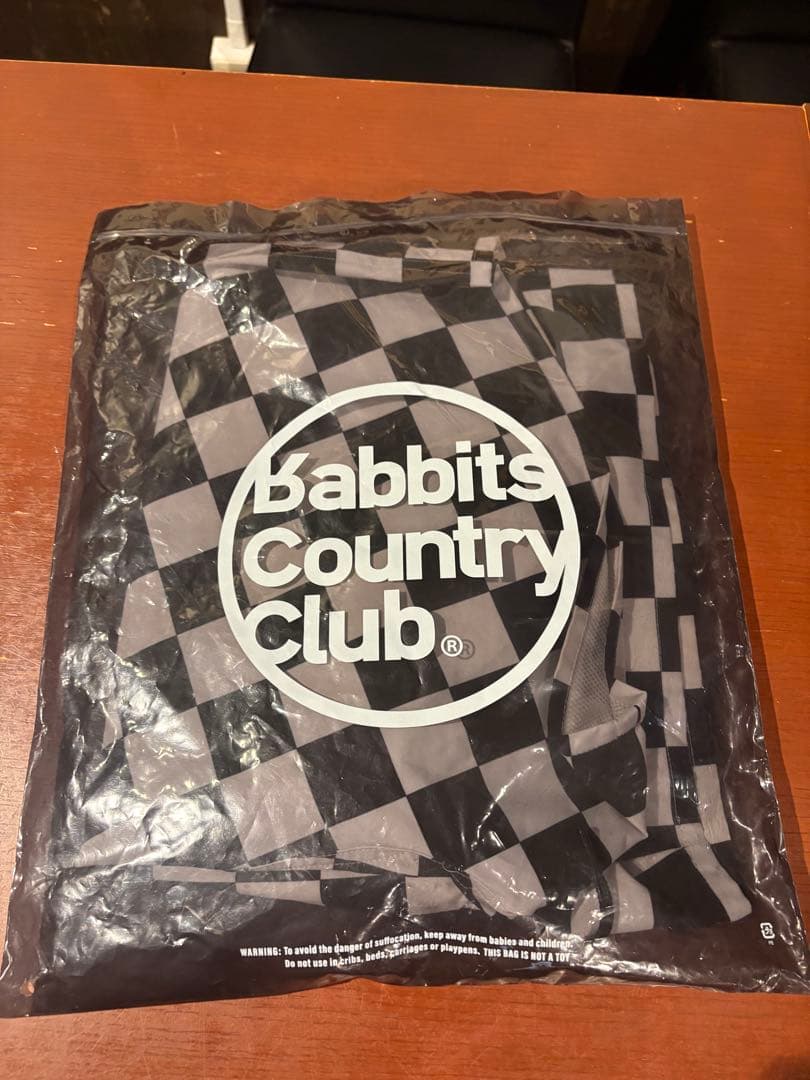 Rabbits
Country
Club®
WARNING: To avoid the danger of suffocation, keep away from babies and children.
Do not use in cribs, beds, carriages or playpens. THIS BAG IS NOT A TOY